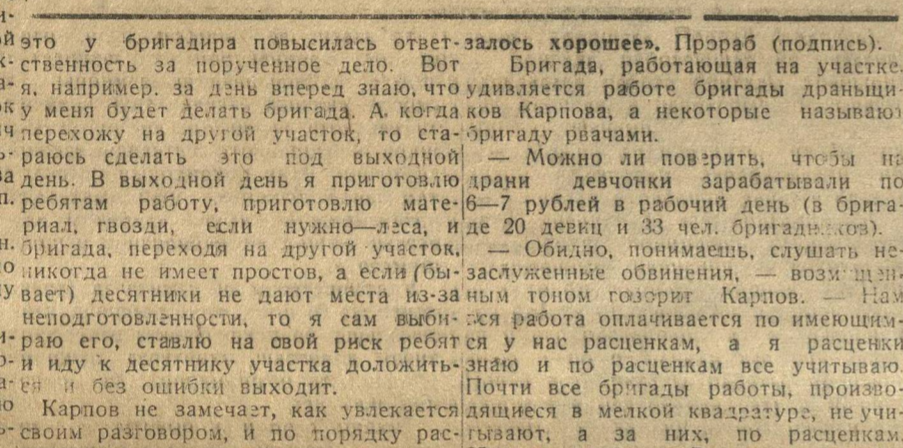 это у бригадира повысилась ответ-
ственность за порученное дело. Вот
я, например. за день вперед знаю, что
у меня будет делать бригада. А. когда
перехожу на другой участок, то ста-
раюсь сделать это под выходной
день. В выходной день я приготовлю
ребятам работу, приготовлю мате-
риал, гвозди, если нужно—леса, и
бригада, переходя на другой участок,
никогда не имеет простов, а если (бы-
вает) десятники не дают места из-за
неподготовленности, то я сам выби-
раю его, ставлю на свой риск ребят
и иду к десятнику участка доложить-
ся и без ошибки выходит.
Карпов не замечает, как увлекается
своим разговором, и по порядку рас-
залось хорошее». Прораб (подпись).
Бригада, работающая на участке.
удивляется работе бригады драньщи-
ков Карпова, а некоторые называют
бригаду рвачами.
— Можно ли поверить, чтобы на
драни девчонки зарабатывали по
6—7 рублей в рабочий день (в брига-
де 20 девиц и 33 чел. бригадников).
— Обидно, понимаешь, слушать не-
заслуженные обвинения, — возмущен-
ным тоном говорит Карпов. — Нам
вся работа оплачивается по имеющим-
ся у нас расценкам, а я расценки
знаю и по расценкам все учитываю.
Почти все бригады работы, произво-
дящиеся в мелкой квадратуре, не учи-
тывают, а за них, по расценкам,